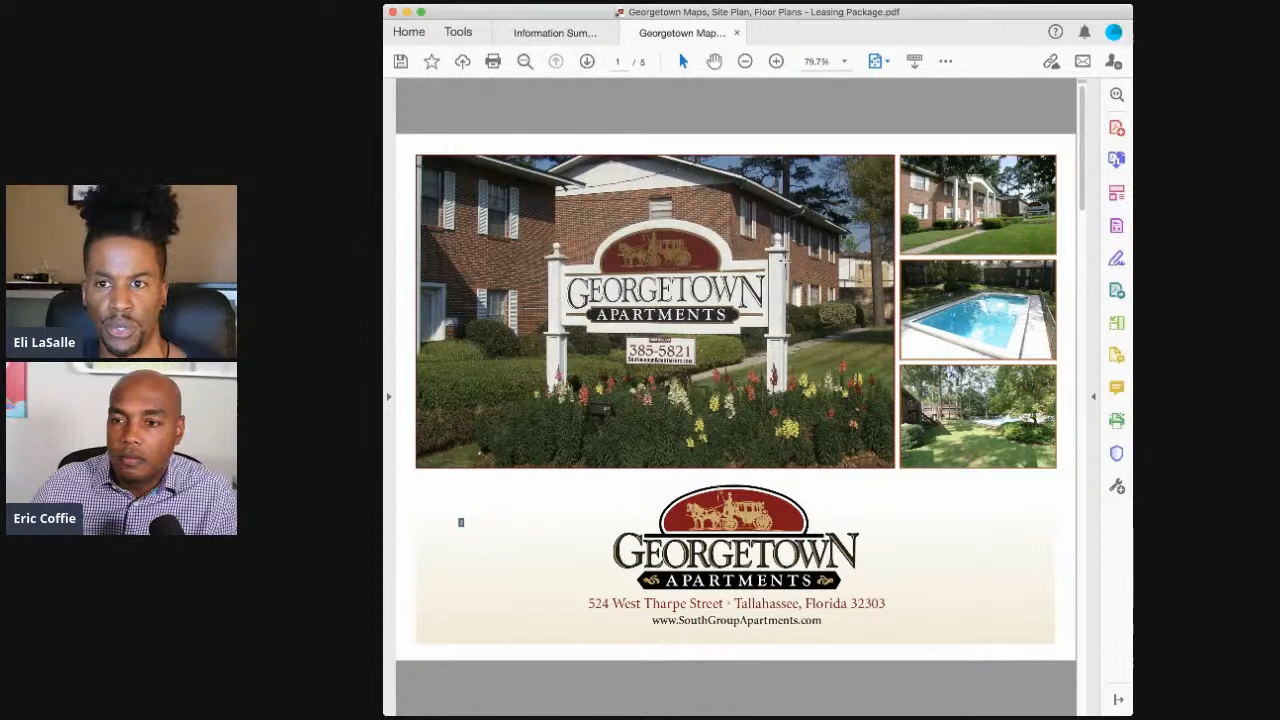 Georgetown Maps, Site Plan, Floor Plans - Leasing Package.pdf
Home
Tools
Information Sum...
Georgetown Map...
1 / 5
79.7%
GEORGETOWN
APARTMENTS
385-5821
Eli LaSalle
Eric Coffie
GEORGETOWN
APARTMENTS
524 West Tharpe Street · Tallahassee, Florida 32303
www.SouthGroupApartments.com